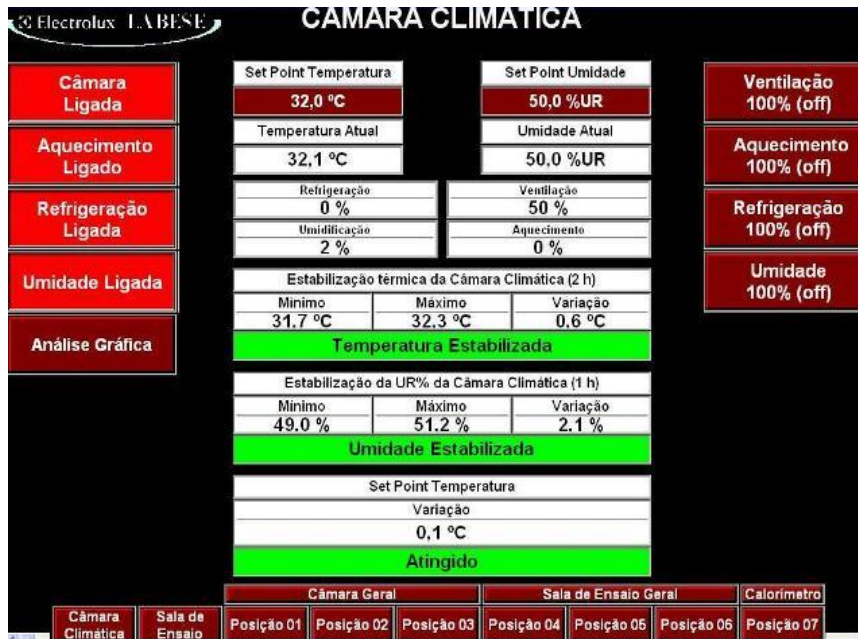 Electrolux LABESE
CÂMARA CLIMÁTICA
Câmara
Ligada
Aquecimento
Ligado
Refrigeração
Ligada
Umidade Ligada
Análise Gráfica
Set Point Temperatura
32,0 ºC
Set Point Umidade
50,0 %UR
Temperatura Atual
32,1 ºC
Umidade Atual
50,0 %UR
Refrigeração
0 %
Ventilação
50 %
Umidificação
2 %
Aquecimento
0 %
Estabilização térmica da Câmara Climática (2 h)
Mínimo
31.7 ºC
Máximo
32.3 ºC
Variação
0.6 ºC
Temperatura Estabilizada
Estabilização da UR% da Câmara Climática (1 h)
Mínimo
49.0 %
Máximo
51.2 %
Variação
2.1 %
Umidade Estabilizada
Set Point Temperatura
Variação
0,1 ºC
Atingido
Ventilação
100% (off)
Aquecimento
100% (off)
Refrigeração
100% (off)
Umidade
100% (off)
Câmara Geral
Sala de Ensaio Geral
Calorímetro
Câmara
Climática
Sala de
Ensaio
Posição 01
Posição 02
Posição 03
Posição 04
Posição 05
Posição 06
Posição 07